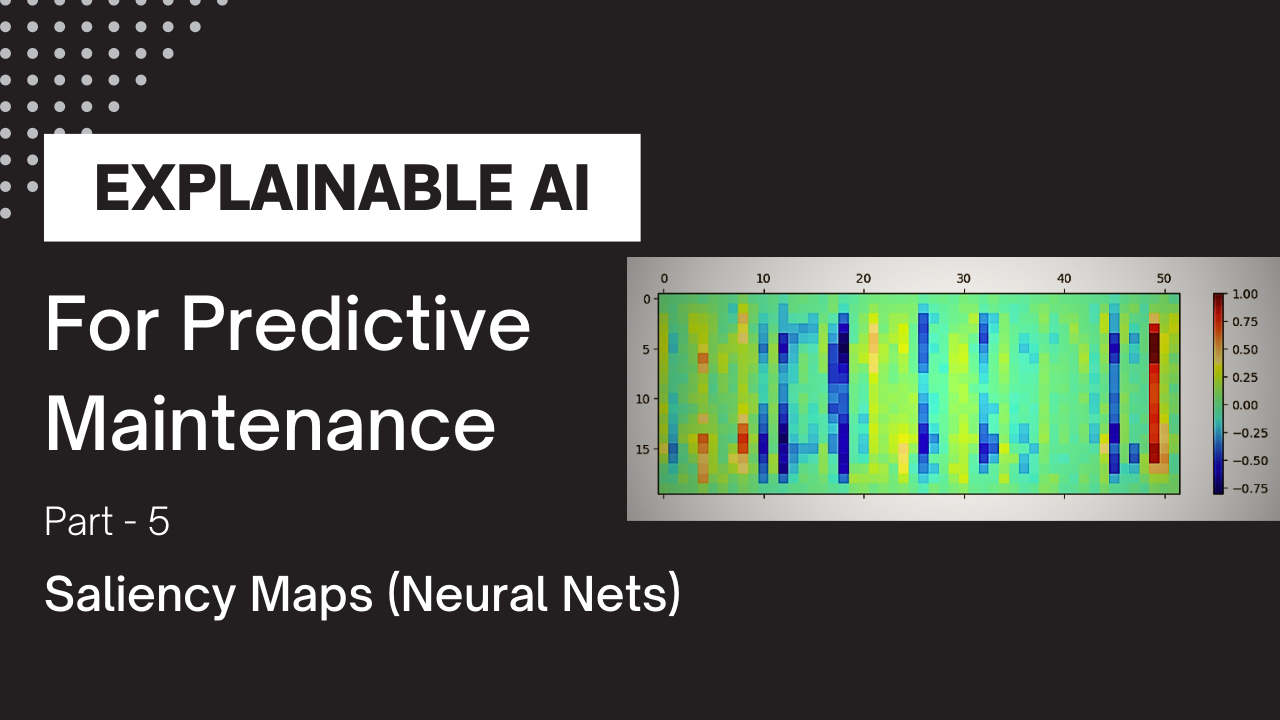 EXPLAINABLE AI
For Predictive
Maintenance
Part - 5
Saliency Maps (Neural Nets)
0 10 20 30 40 50
0
5
10
15
1.00
0.75
0.50
0.25
0.00
−0.25
−0.50
−0.75